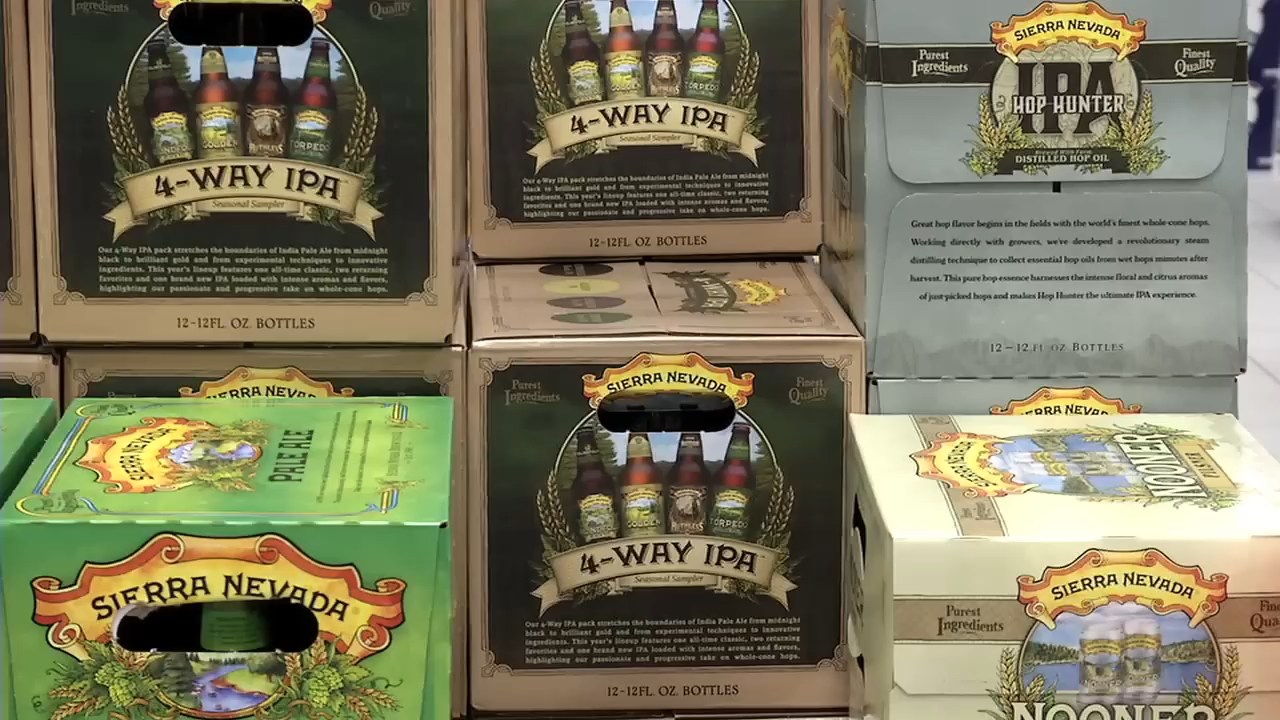 Ingredients
Quality
GOLDEN
RUTHLESS
TORPEDO
4-WAY IPA
Seasonal Sampler
Our 4-Way IPA pack stretches the boundaries of India Pale Ale from midnight
black to brilliant gold and from experimental techniques to innovative
ingredients. This year's lineup features one all-time classic, two returning
favorites and one brand new IPA loaded with intense aromas and flavors,
highlighting our passionate and progressive take on whole-cone hops.
12-12FL. OZ. BOTTLES
TORPEDO
4-WAY IPA
Seasonal Sampler
Our 4-Way IPA pack stretches the boundaries of India Pale Ale from midnight
black to brilliant gold and from experimental techniques to innovative
ingredients. This year's lineup features one all-time classic, two returning
favorites and one brand new IPA loaded with intense aromas and flavors,
highlighting our passionate and progressive take on whole-cone hops.
12-12FL. OZ BOTTLES
SIERRA NEVADA
Purest
Ingredients
Finest
Quality
IPA
HOP HUNTER
DISTILLED HOP OIL
Great hop flavor begins in the fields with the world's finest whole-cone hops.
Working directly with growers, we've developed a revolutionary steam
distilling technique to collect essential hop oils from wet hops minutes after
harvest. This pure hop essence harnesses the intense floral and citrus aromas
of just-picked hops and makes Hop Hunter the ultimate IPA experience.
12-12 fl oz BOTTLES
SIERRA NEVADA
SIERRA NEVADA
PALE ALE
SIERRA NEVADA
Purest
Ingredients
SIERRA NEVADA
Finest
Quality
GOLDEN
RUTHLESS
TORPEDO
4-WAY IPA
Seasonal Sampler
Our 4-Way IPA pack stretches the boundaries of India Pale Ale from midnight
black to brilliant gold and from experimental techniques to innovative
ingredients. This year's lineup features one all-time classic, two returning
favorites and one brand new IPA loaded with intense aromas and flavors,
highlighting our passionate and progressive take on whole-cone hops.
12-12FL. OZ. BOTTLES
SIERRA NEVADA
SIERRA NEVADA
NOONER
PILSNER
Purest
Ingredients
SIERRA NEVADA
NOONER